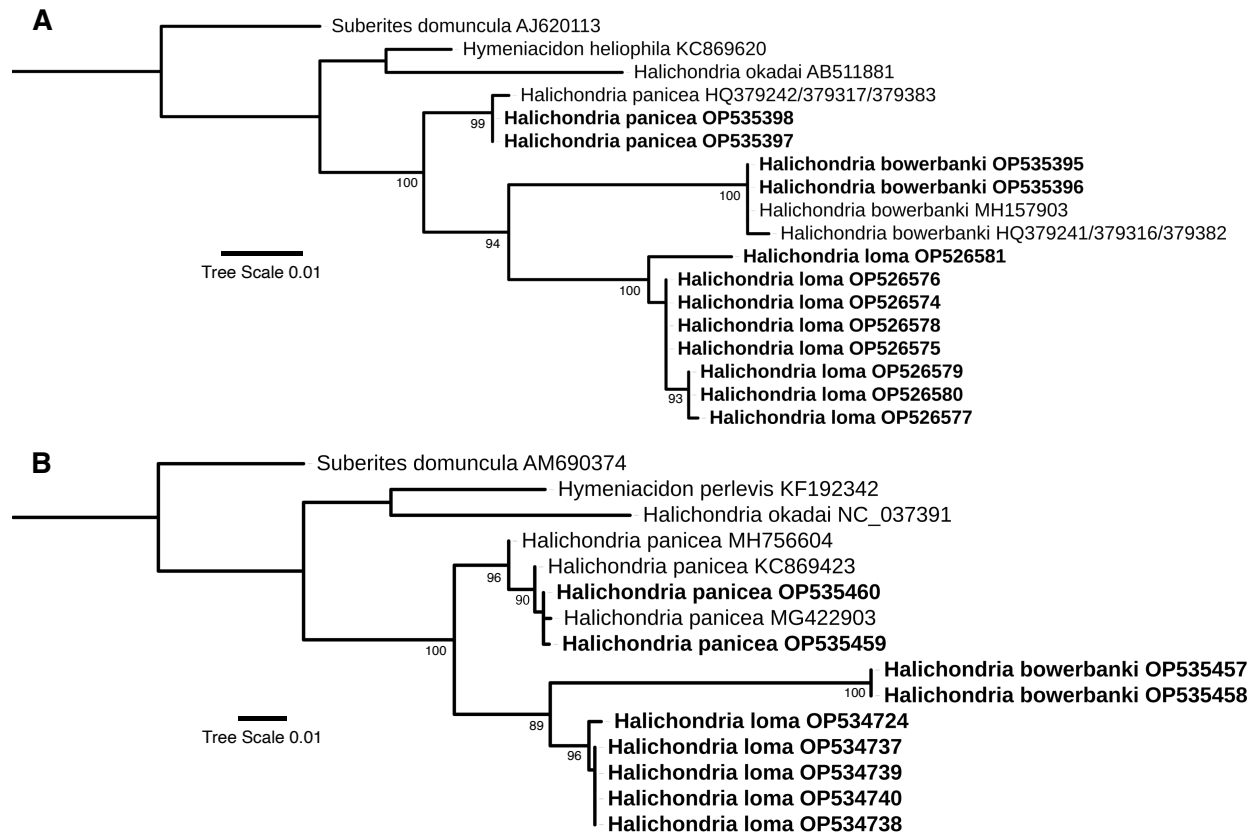 A
Suberites domuncula AJ620113
Hymeniacidon heliophila KC869620
Halichondria okadai AB511881
Halichondria panicea HQ379242/379317/379383
99
Halichondria panicea OP535398
Halichondria panicea OP535397
Halichondria bowerbanki OP535395
100
100
Halichondria bowerbanki OP535396
Halichondria bowerbanki MH157903
Halichondria bowerbanki HQ379241/379316/379382
94
Halichondria loma OP526581
Tree Scale 0.01
100
Halichondria loma OP526576
Halichondria loma OP526574
Halichondria loma OP526578
Halichondria loma OP526575
Halichondria loma OP526579
93
Halichondria loma OP526580
Halichondria loma OP526577
B
Suberites domuncula AM690374
Hymeniacidon perlevis KF192342
Halichondria okadai NC_037391
Halichondria panicea MH756604
96
Halichondria panicea KC869423
90
Halichondria panicea OP535460
Halichondria panicea MG422903
100
Halichondria panicea OP535459
Halichondria bowerbanki OP535457
100
Halichondria bowerbanki OP535458
89
Halichondria loma OP534724
Tree Scale 0.01
96
Halichondria loma OP534737
Halichondria loma OP534739
Halichondria loma OP534740
Halichondria loma OP534738